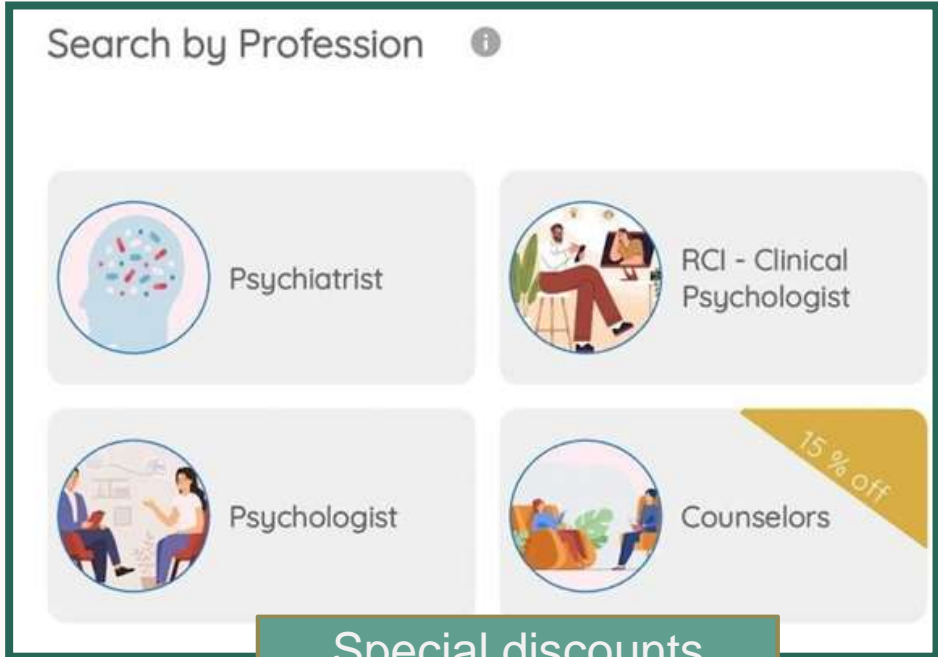 Search by Profession
Psychiatrist
RCI - Clinical
Psychologist
Psychologist
Counselors
15 % off
Special discounts